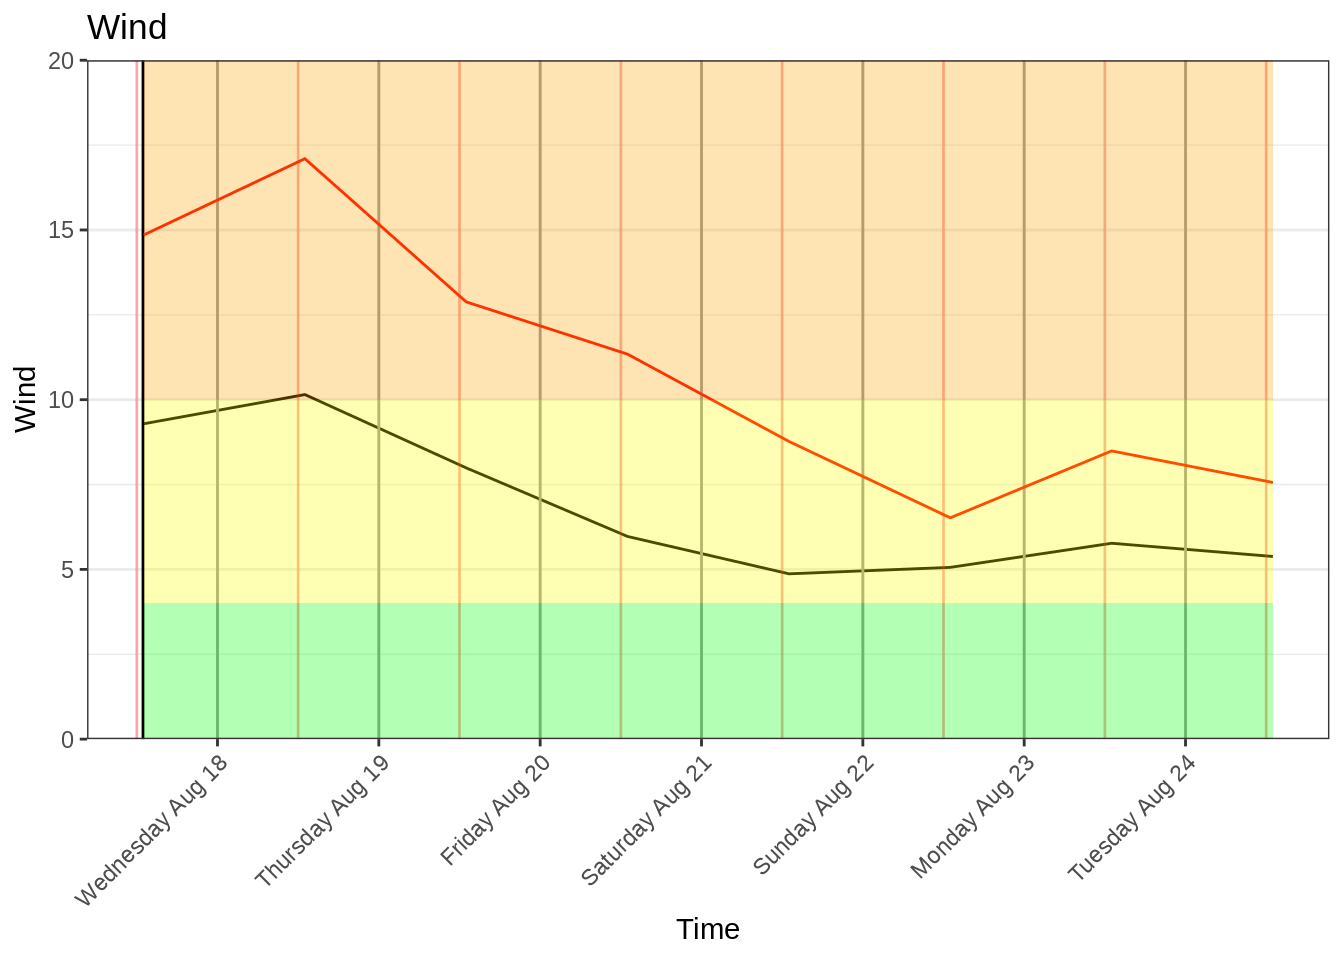 Wind
20
15
10
5
0
Wind
Wednesday Aug 18
Thursday Aug 19
Friday Aug 20
Saturday Aug 21
Sunday Aug 22
Monday Aug 23
Tuesday Aug 24
Time